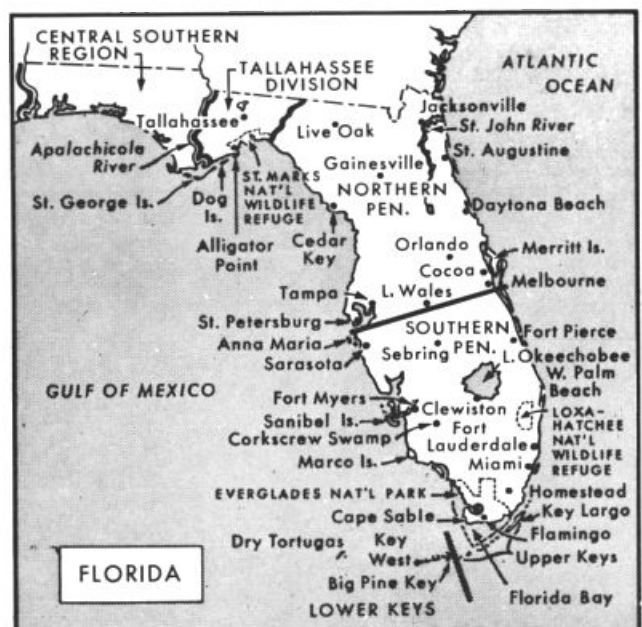 CENTRAL SOUTHERN
REGION
TALLAHASSEE
DIVISION
ATLANTIC
OCEAN
Tallahassee
Jacksonville
Live Oak
St. John River
Apalachicola
River
Gainesville
St. Augustine
ST. MARKS
NAT'L
WILDLIFE
REFUGE
NORTHERN
PEN.
St. George Is.
Dog
Is.
Daytona Beach
Alligator
Point
Cedar
Key
Orlando
Merritt Is.
Cocoa
Melbourne
Tampa
L. Wales
St. Petersburg
SOUTHERN
PEN.
Fort Pierce
Anna Maria
Sebring
L. Okeechobee
Sarasota
W. Palm
Beach
GULF OF MEXICO
Fort Myers
Clewiston
LOXA-
HATCHEE
NAT'L
WILDLIFE
REFUGE
Sanibel Is.
Corkscrew Swamp
Fort
Lauderdale
Marco Is.
Miami
EVERGLADES NAT'L PARK
Homestead
Cape Sable
Key Largo
Flamingo
Dry Tortugas
Key
West
Upper Keys
Big Pine Key
Florida Bay
LOWER KEYS
FLORIDA